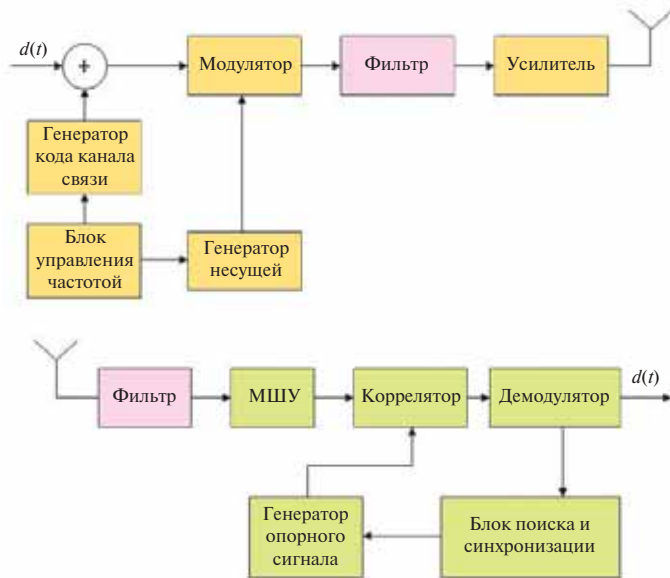 d(t)
+
Модулятор
Фильтр
Усилитель
Генератор
кода канала
связи
Блок
управления
частотой
Генератор
несущей
Фильтр
МШУ
Коррелятор
Демодулятор
d(t)
Генератор
опорного
сигнала
Блок поиска и
синхронизации